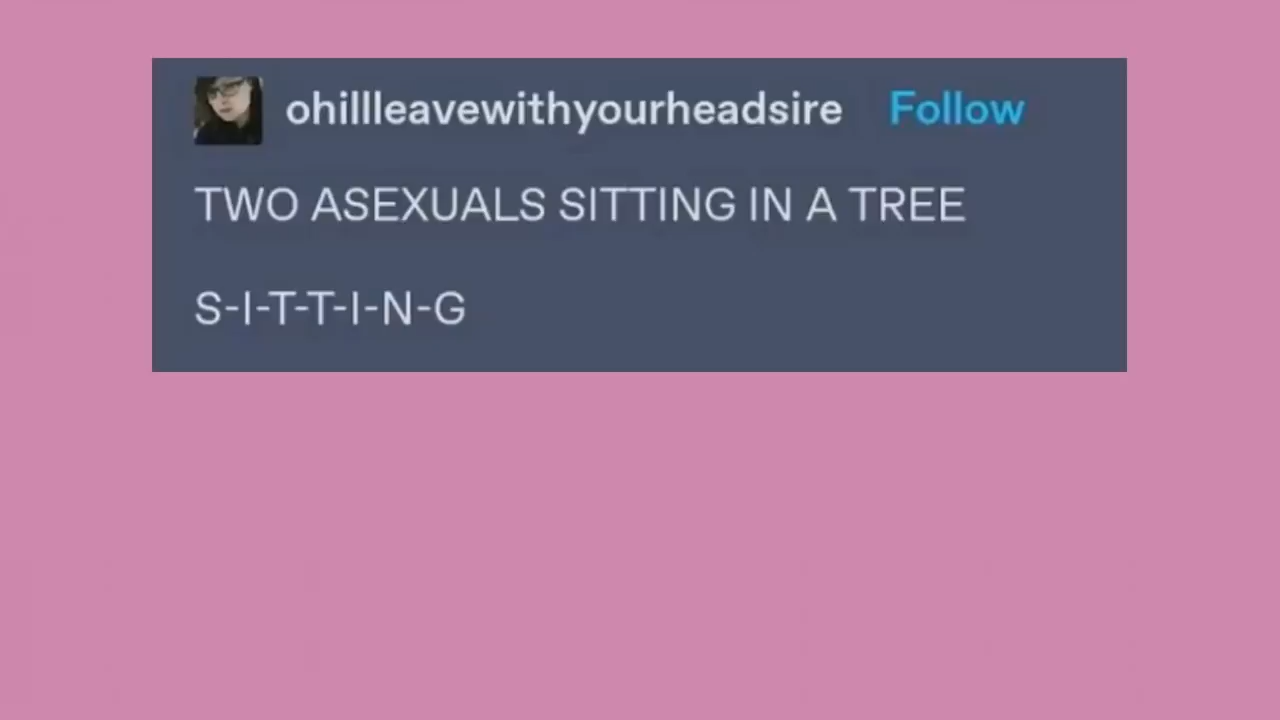 ohillleavewithyourheadsire Follow
TWO ASEXUALS SITTING IN A TREE
S-I-T-T-I-N-G